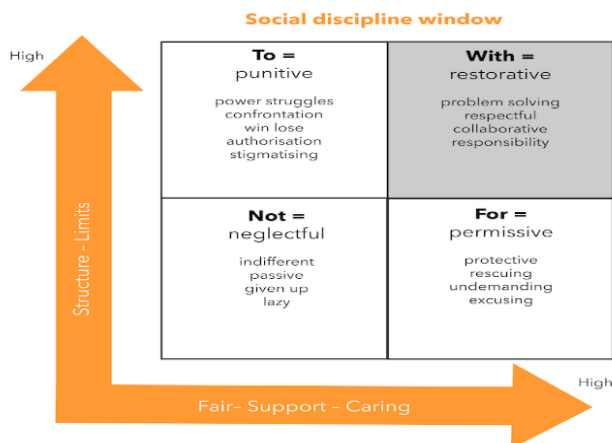 Social discipline window
High
To =
punitive
power struggles
confrontation
win lose
authorisation
stigmatising
With =
restorative
problem solving
respectful
collaborative
responsibility
Not =
neglectful
indifferent
passive
given up
lazy
For =
permissive
protective
rescuing
undemanding
excusing
Structure - Limits
High
Fair– Support – Caring